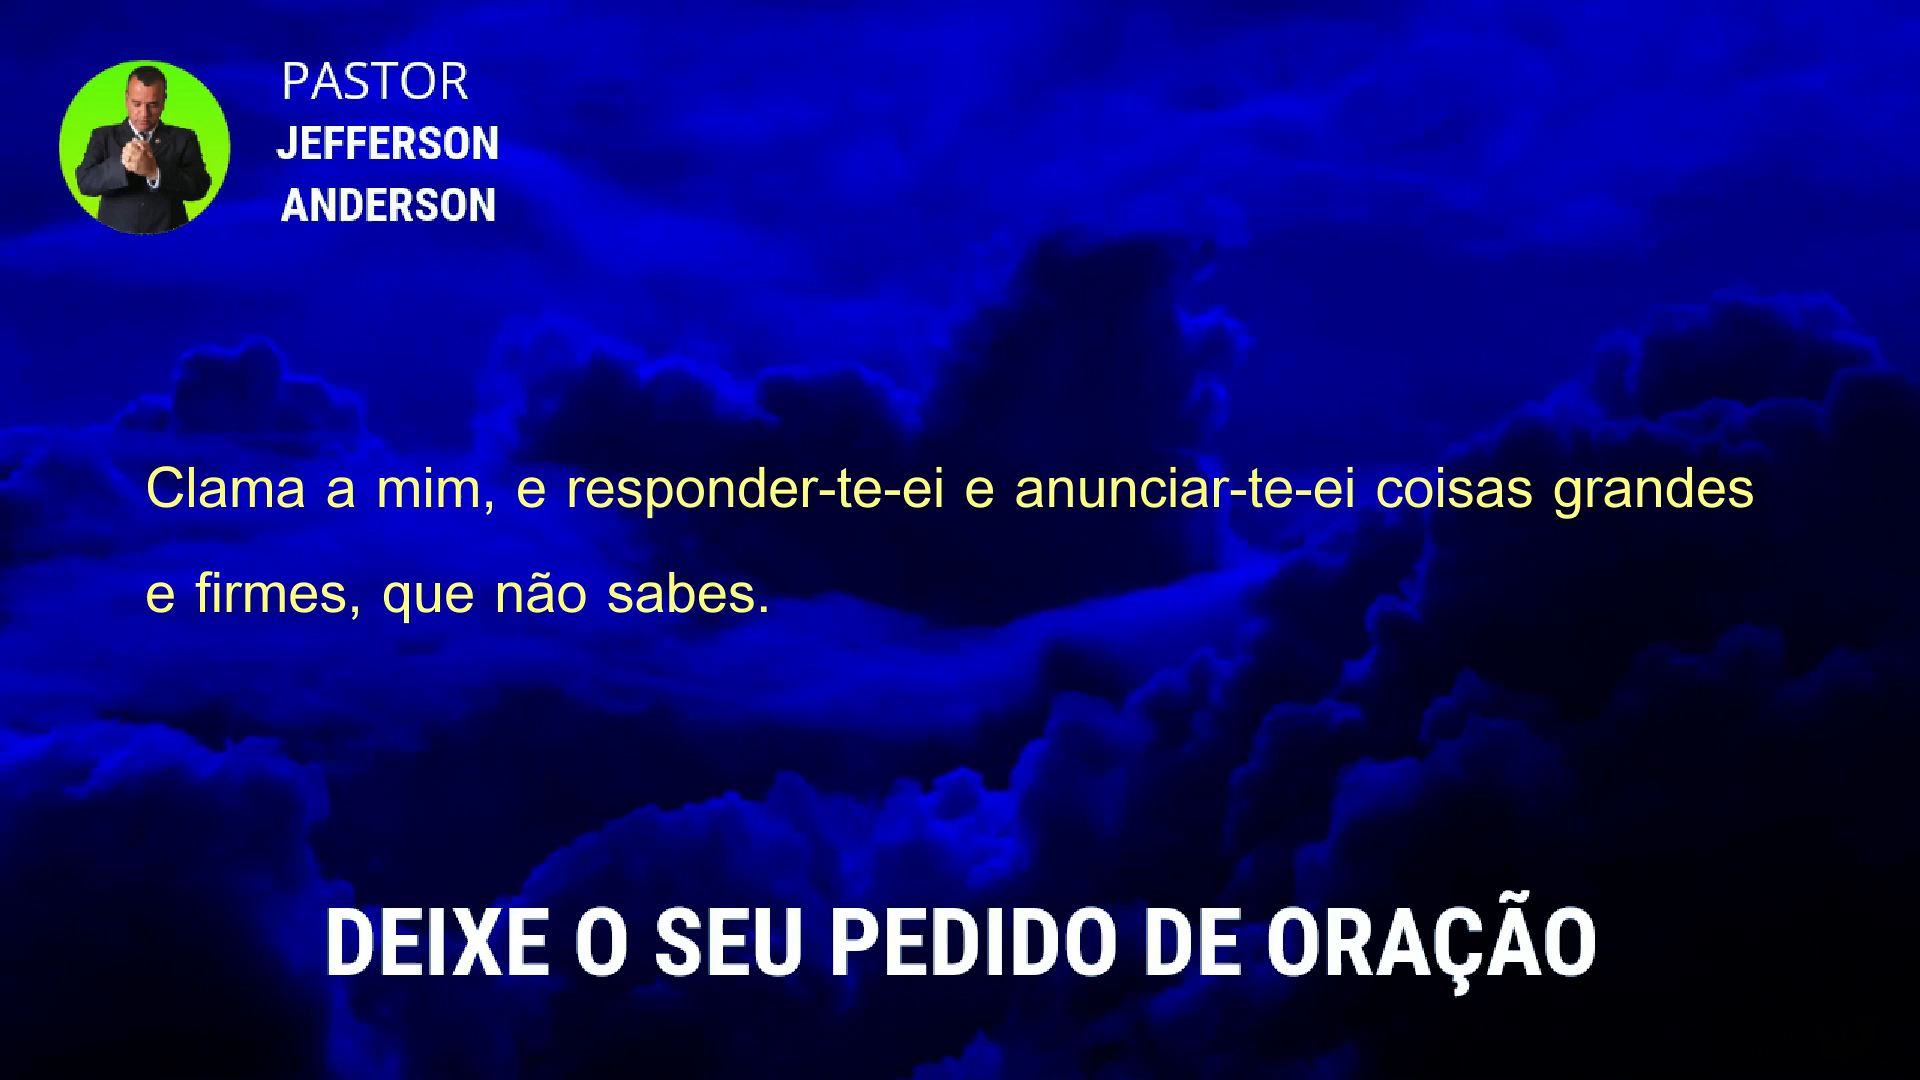 PASTOR
JEFFERSON
ANDERSON
Clama a mim, e responder-te-ei e anunciar-te-ei coisas grandes
e firmes, que não sabes.
DEIXE O SEU PEDIDO DE ORAÇÃO